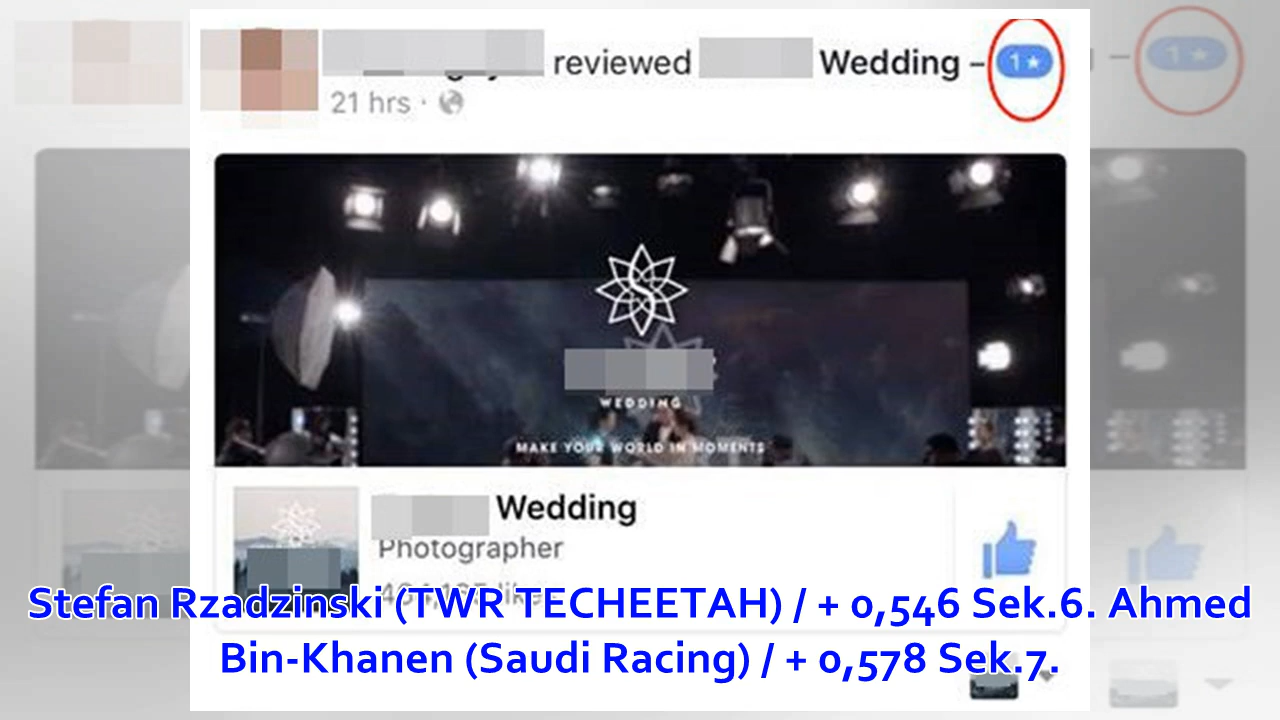 reviewed Wedding – 1★
21 hrs ·
WEDDING
MAKE YOUR WORLD IN MOMENTS
Wedding
Photographer
Stefan Rzadzinski (TWR TECHEETAH) / + 0,546 Sek.6. Ahmed
Bin-Khanen (Saudi Racing) / + 0,578 Sek.7.